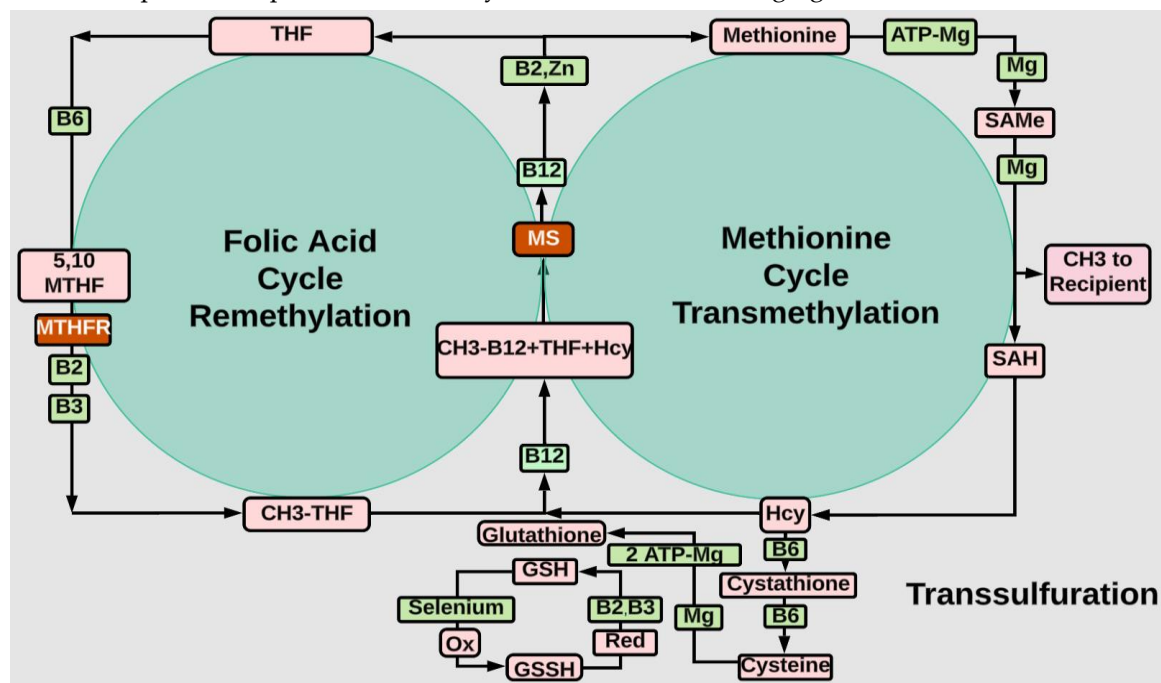 THF
Methionine
ATP-Mg
B2,Zn
Mg
B6
SAMe
B12
Mg
MS
Folic Acid
Cycle
Remethylation
Methionine
Cycle
Transmethylation
5,10
MTHF
CH3 to
Recipient
MTHFR
B2
B3
CH3-B12+THF+Hcy
SAH
B12
CH3-THF
Hcy
Glutathione
2 ATP-Mg
B6
GSH
Cystathione
Transsulfuration
Selenium
B2,B3
Mg
B6
Ox
Red
GSSH
Cysteine